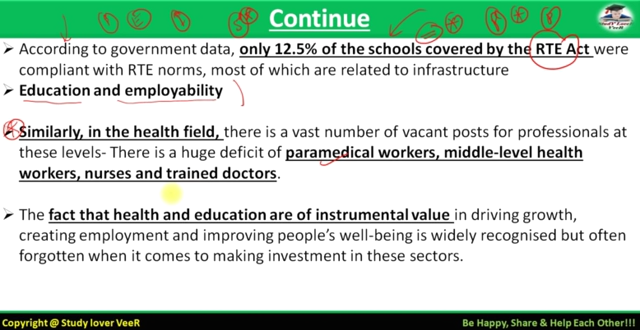 Continue
➢ According to government data, only 12.5% of the schools covered by the RTE Act were
compliant with RTE norms, most of which are related to infrastructure
➢ Education and employability
➢ Similarly, in the health field, there is a vast number of vacant posts for professionals at
these levels- There is a huge deficit of paramedical workers, middle-level health
workers, nurses and trained doctors.
➢ The fact that health and education are of instrumental value in driving growth,
creating employment and improving people's well-being is widely recognised but often
forgotten when it comes to making investment in these sectors.
Copyright @ Study lover VeeR
Be Happy, Share & Help Each Other!!!